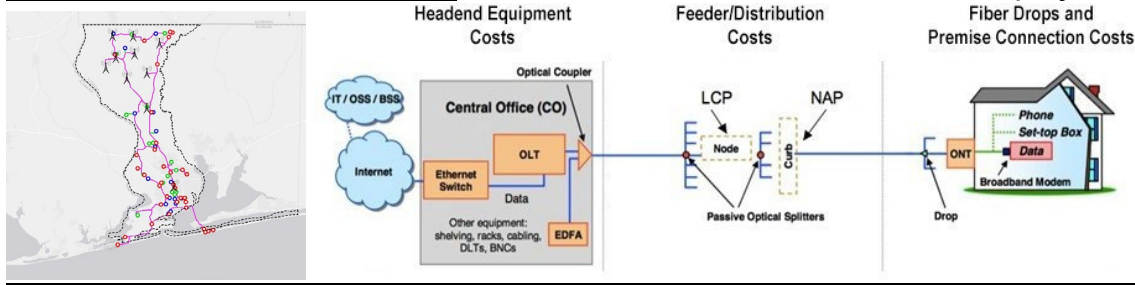 Headend Equipment
Costs
Feeder/Distribution
Costs
Fiber Drops and
Premise Connection Costs
Optical Coupler
IT / OSS / BSS
Central Office (CO)
LCP
NAP
Phone
Set-top Box
Data
Node
Curb
ONT
OLT
Internet
Ethernet
Switch
Data
Broadband Modem
Passive Optical Splitters
Drop
Other equipment:
shelving, racks, cabling,
DLTs, BNCs
EDFA